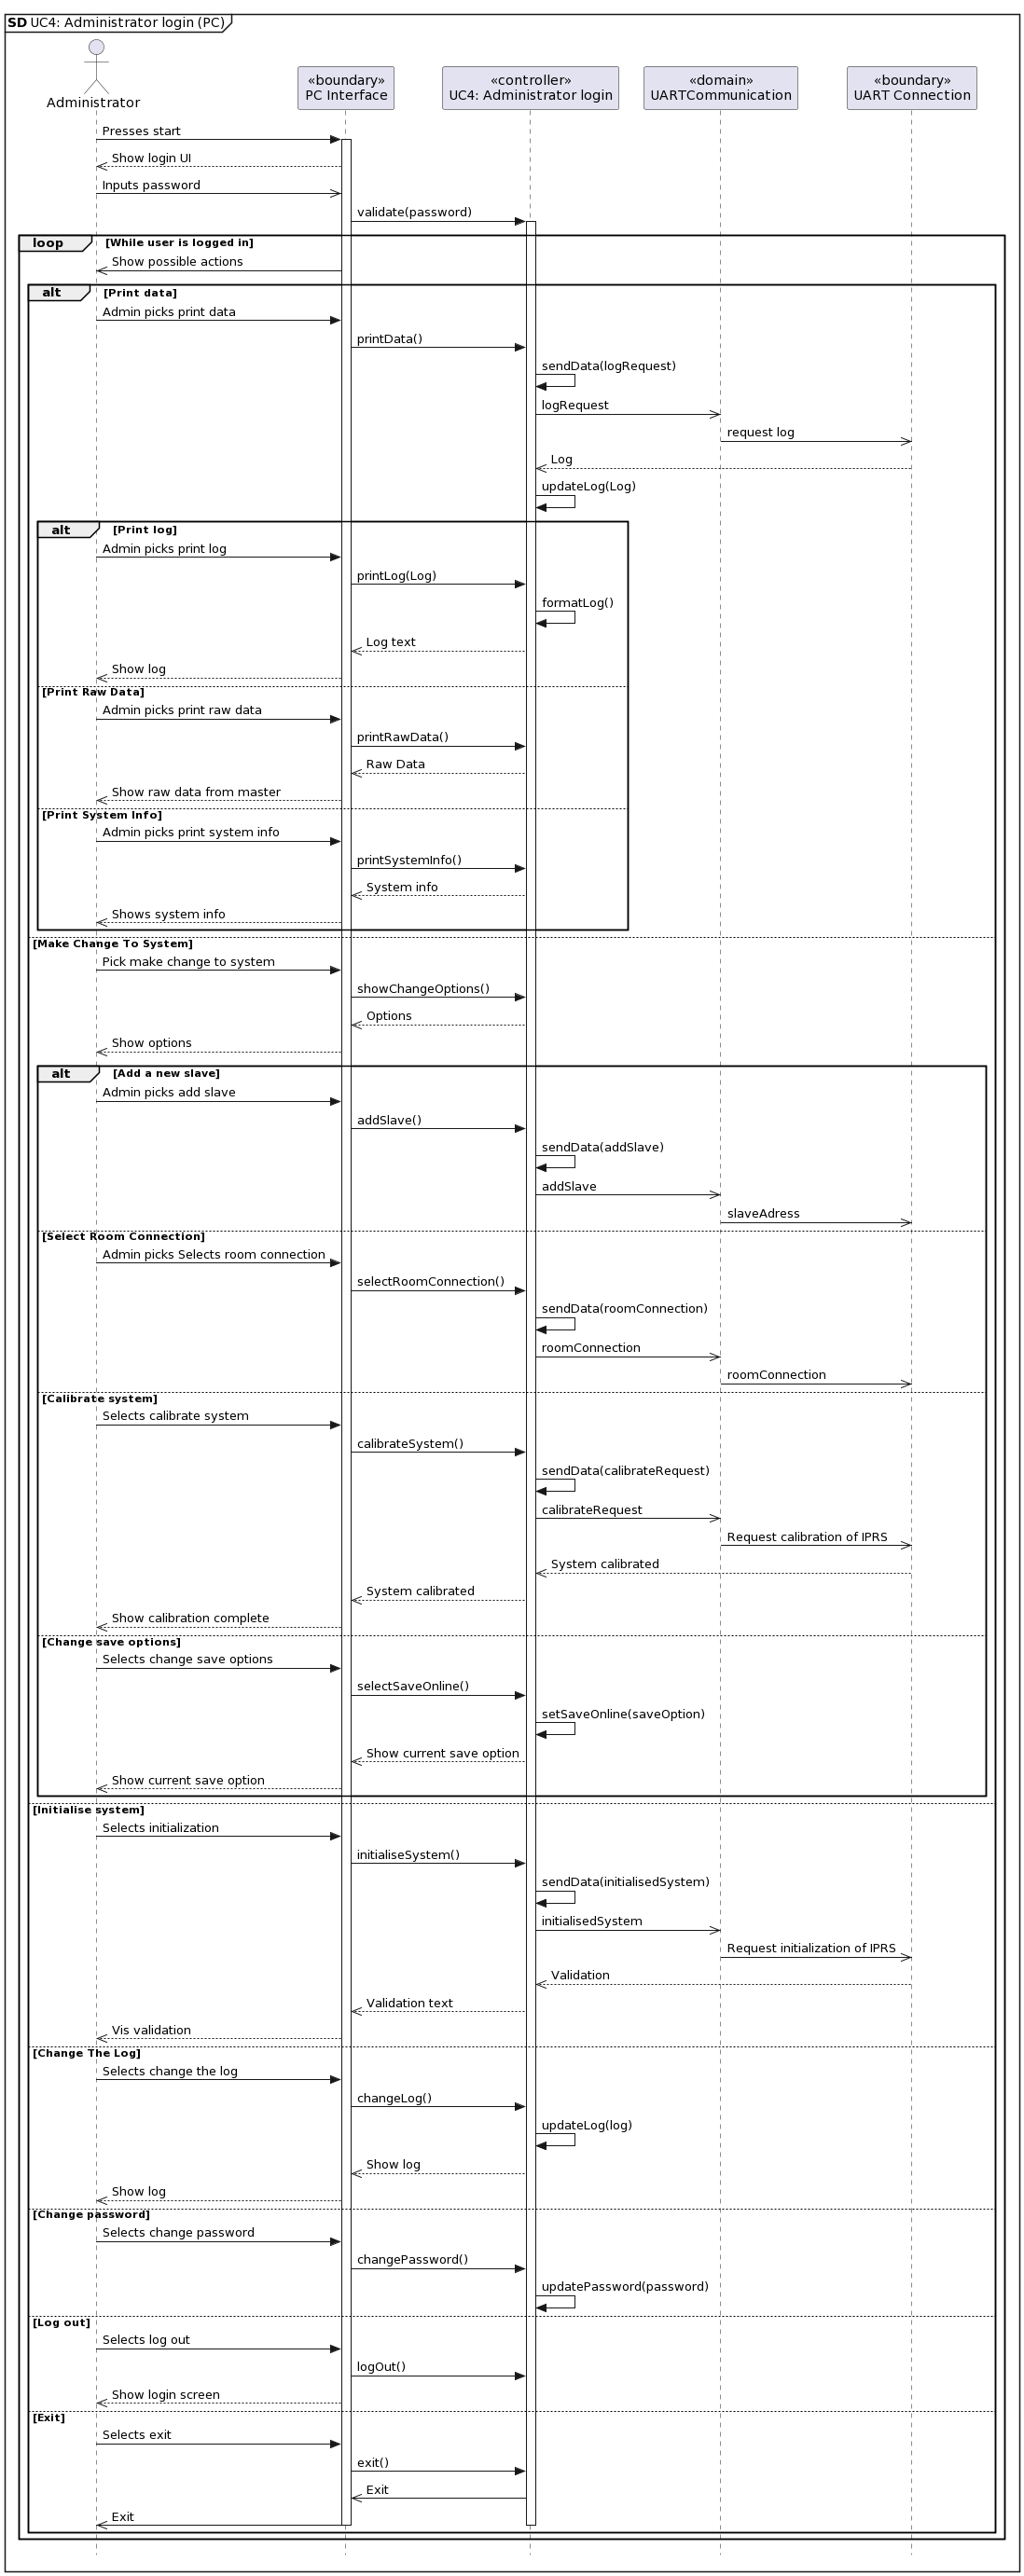 SD UC4: Administrator login (PC)
Administrator
«boundary»
PC Interface
«controller»
UC4: Administrator login
«domain»
UARTCommunication
«boundary»
UART Connection
Presses start
Show login UI
Inputs password
validate(password)
loop [While user is logged in]
Show possible actions
alt [Print data]
Admin picks print data
printData()
sendData(logRequest)
logRequest
request log
Log
updateLog(Log)
alt [Print log]
Admin picks print log
printLog(Log)
formatLog()
Log text
Show log
[Print Raw Data]
Admin picks print raw data
printRawData()
Raw Data
Show raw data from master
[Print System Info]
Admin picks print system info
printSystemInfo()
System info
Shows system info
[Make Change To System]
Pick make change to system
showChangeOptions()
Options
Show options
alt [Add a new slave]
Admin picks add slave
addSlave()
sendData(addSlave)
addSlave
slaveAdress
[Select Room Connection]
Admin picks Selects room connection
selectRoomConnection()
sendData(roomConnection)
roomConnection
roomConnection
[Calibrate system]
Selects calibrate system
calibrateSystem()
sendData(calibrateRequest)
calibrateRequest
Request calibration of IPRS
System calibrated
System calibrated
Show calibration complete
[Change save options]
Selects change save options
selectSaveOnline()
setSaveOnline(saveOption)
Show current save option
Show current save option
[Initialise system]
Selects initialization
initialiseSystem()
sendData(initialisedSystem)
initialisedSystem
Request initialization of IPRS
Validation
Validation text
Vis validation
[Change The Log]
Selects change the log
changeLog()
updateLog(log)
Show log
Show log
[Change password]
Selects change password
changePassword()
updatePassword(password)
[Log out]
Selects log out
logOut()
Show login screen
[Exit]
Selects exit
exit()
Exit
Exit